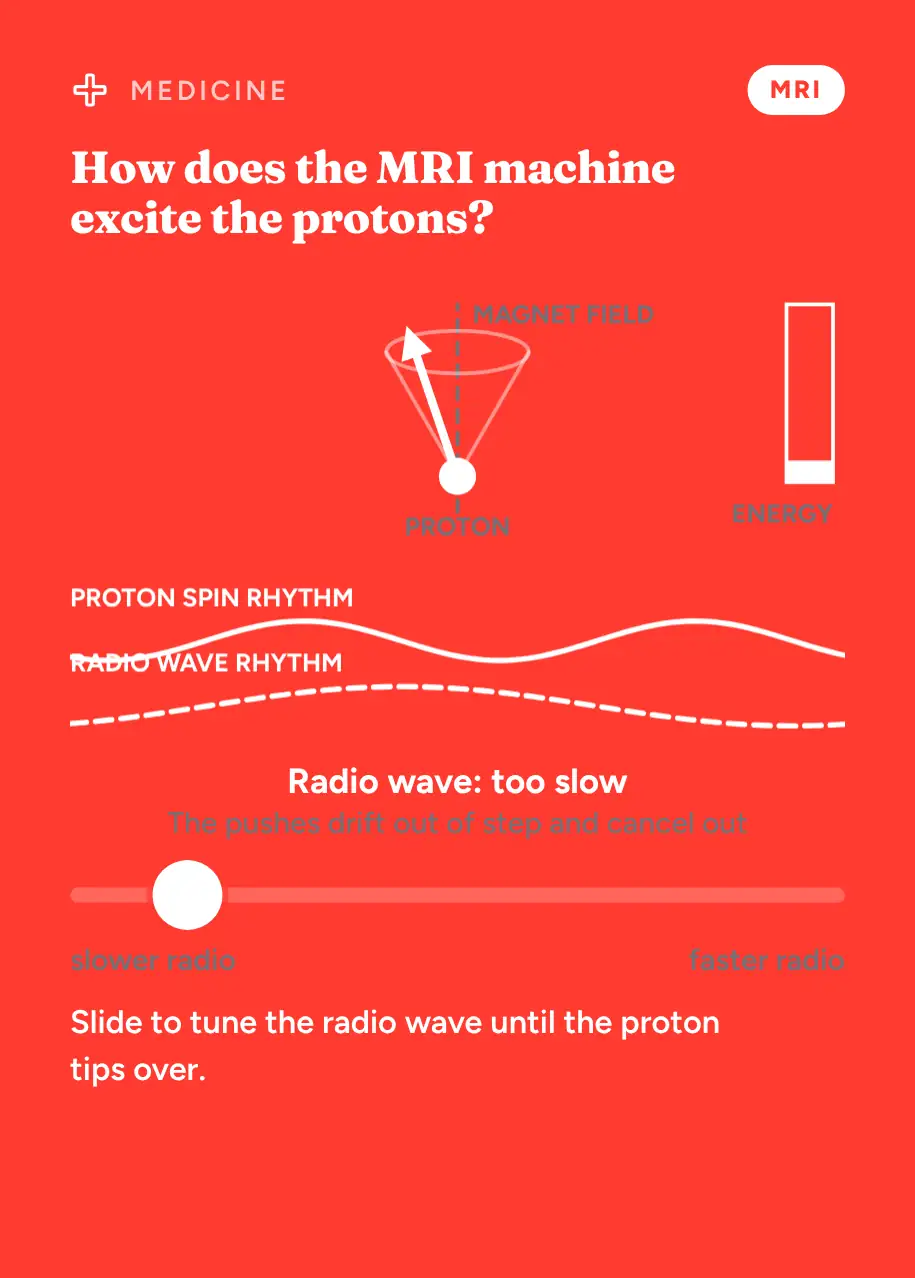 MEDICINE
MRI
How does the MRI machine
excite the protons?
MAGNET FIELD
PROTON
ENERGY
PROTON SPIN RHYTHM
RADIO WAVE RHYTHM
Radio wave: too slow
The pushes drift out of step and cancel out
slower radio
faster radio
Slide to tune the radio wave until the proton
tips over.